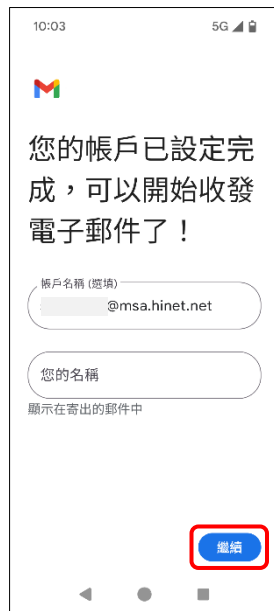 10:03 5G
您的帳戶已設定完
成，可以開始收發
電子郵件了！
帳戶名稱 (選填)
@msa.hinet.net
您的名稱
顯示在寄出的郵件中
繼續